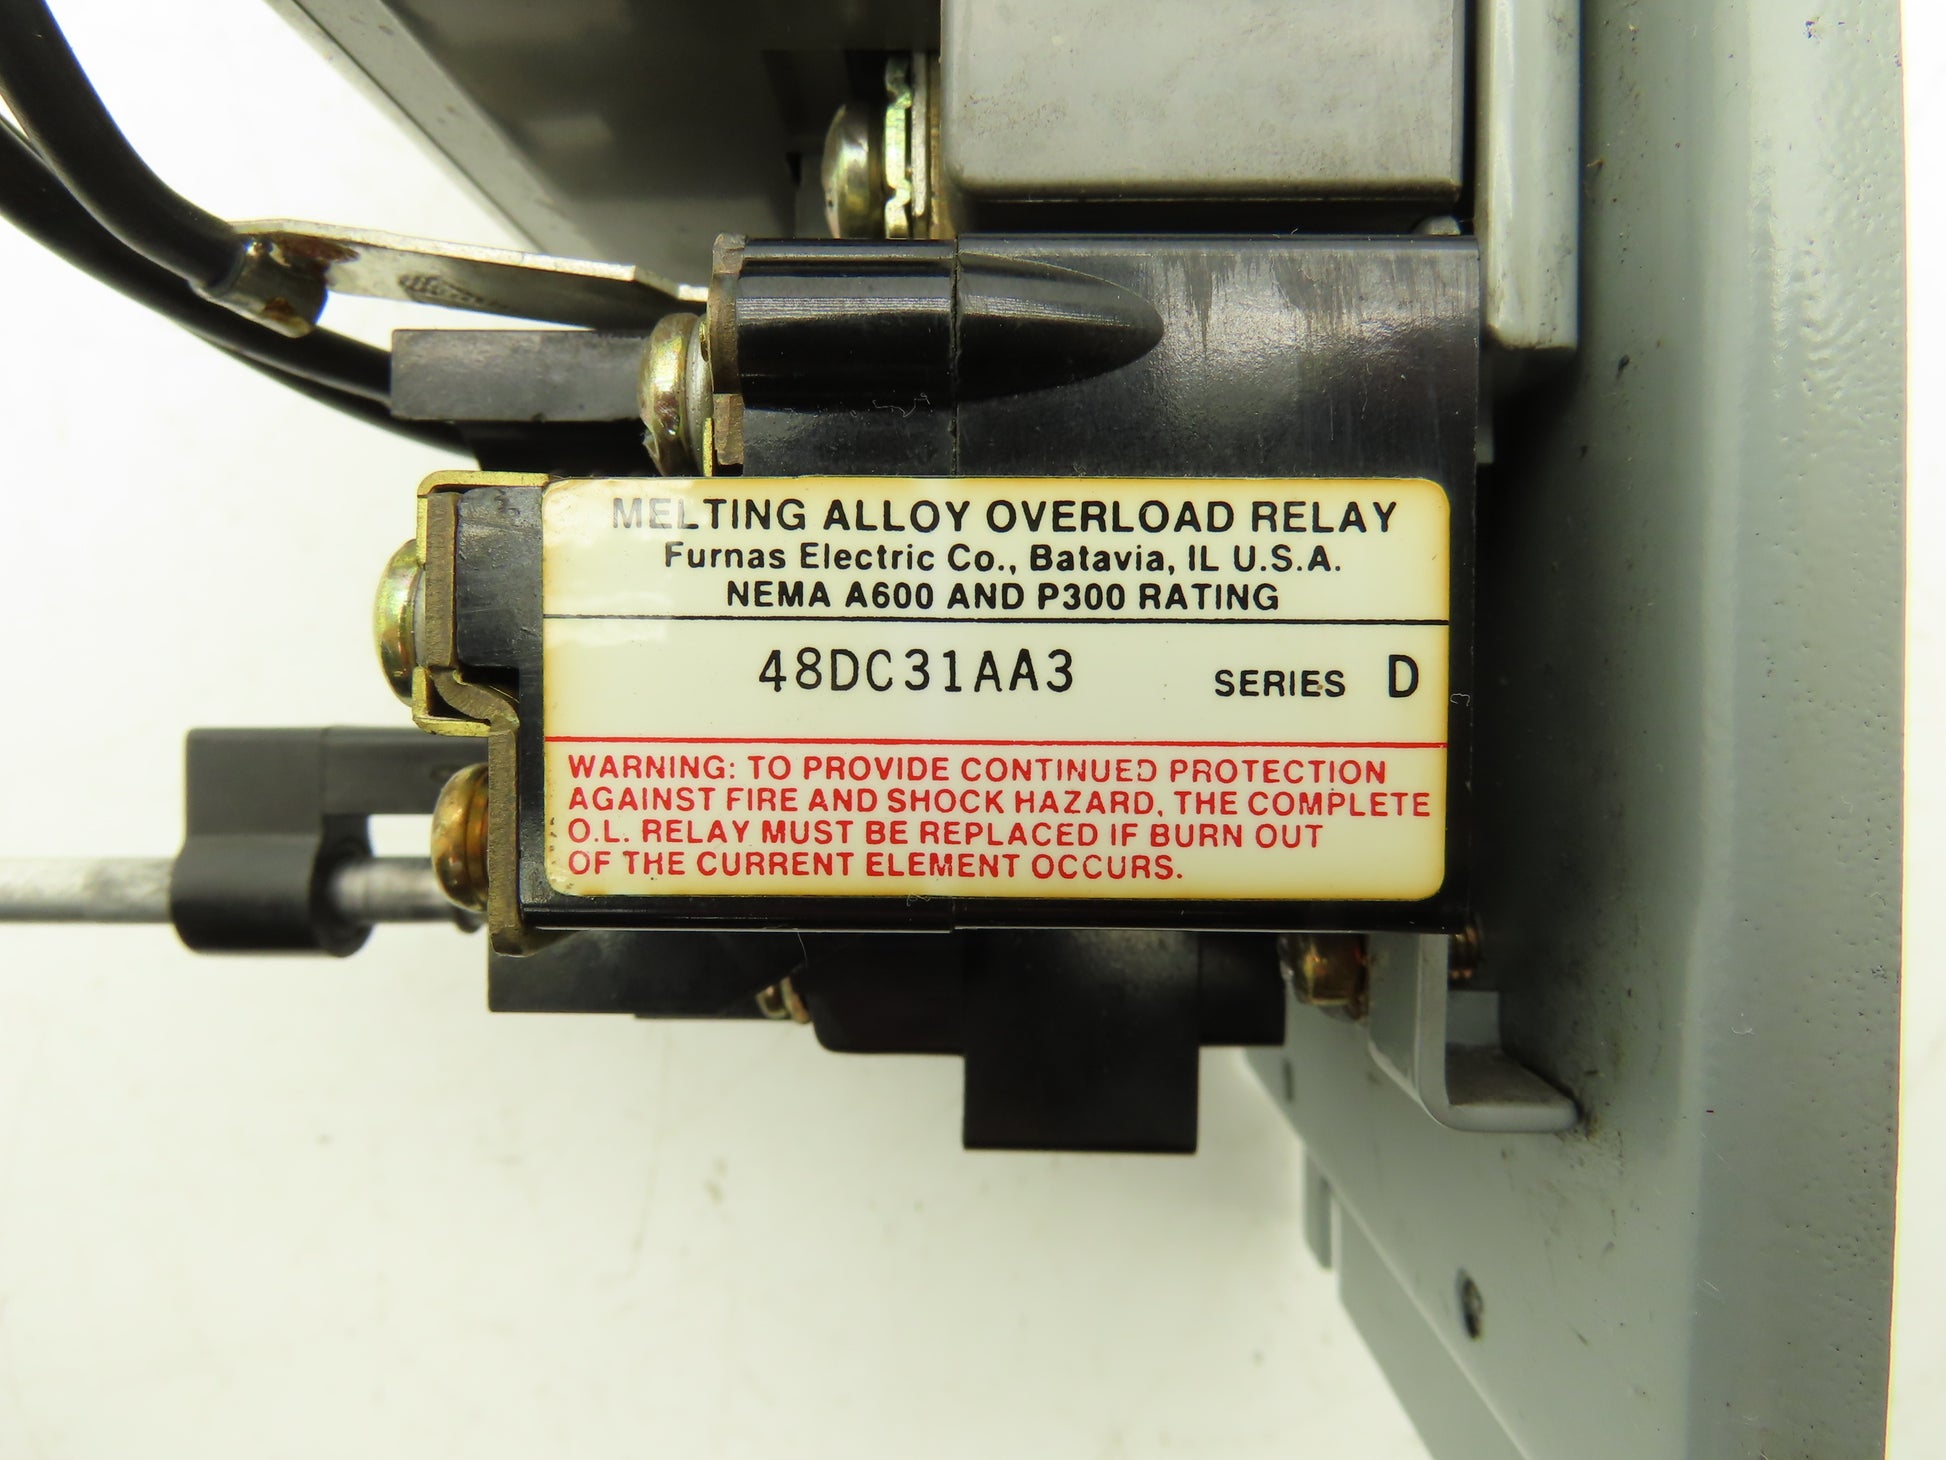 MELTING ALLOY OVERLOAD RELAY
Furnas Electric Co., Batavia, IL U.S.A.
NEMA A600 AND P300 RATING
48DC31AA3 SERIES D
WARNING: TO PROVIDE CONTINUED PROTECTION
AGAINST FIRE AND SHOCK HAZARD, THE COMPLETE
O.L. RELAY MUST BE REPLACED IF BURN OUT
OF THE CURRENT ELEMENT OCCURS.